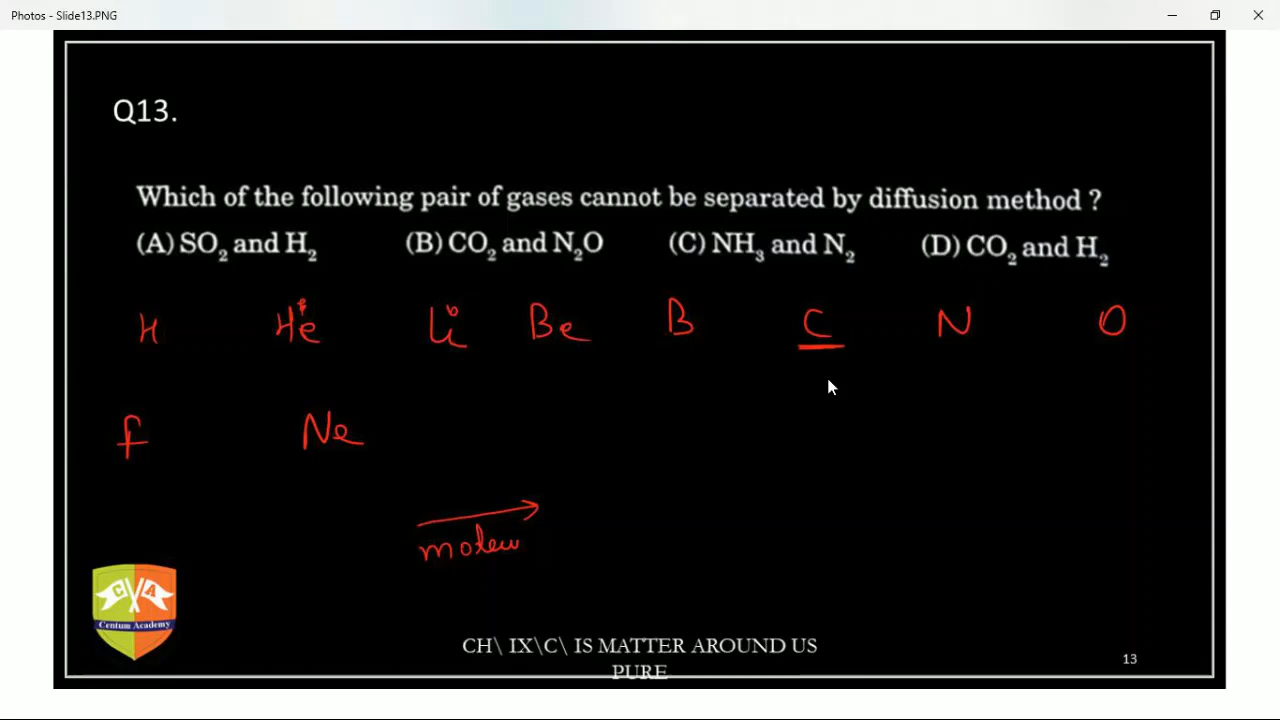 Photos - Slide13.PNG
Q13.
Which of the following pair of gases cannot be separated by diffusion method ?
(A) SO₂ and H₂ (B) CO₂ and N₂O (C) NH₃ and N₂ (D) CO₂ and H₂
H He Li Be B C N O
f Ne
molecu
C A
Centum Academy
CH\ IX\C\ IS MATTER AROUND US
PURE
13